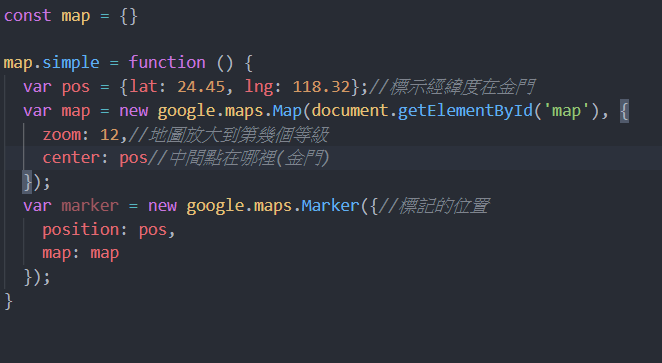 const map = {}
map.simple = function () {
var pos = {lat: 24.45, lng: 118.32};//標示經緯度在金門
var map = new google.maps.Map(document.getElementById('map'), {
zoom: 12,//地圖放大到第幾個等級
center: pos//中間點在哪裡(金門)
});
var marker = new google.maps.Marker({//標記的位置
position: pos,
map: map
});
}